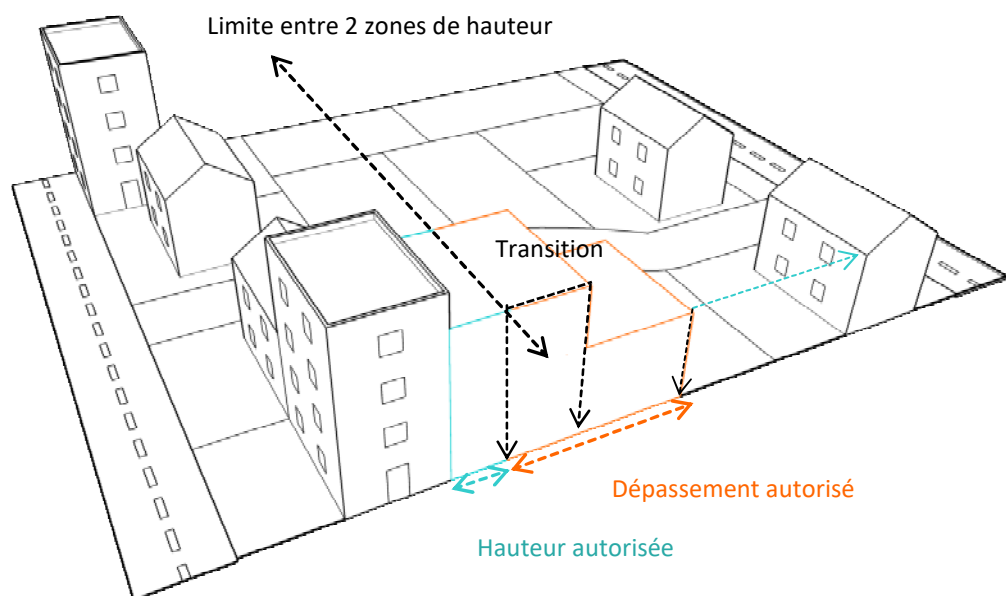 Limite entre 2 zones de hauteur
Transition
Dépassement autorisé
Hauteur autorisée